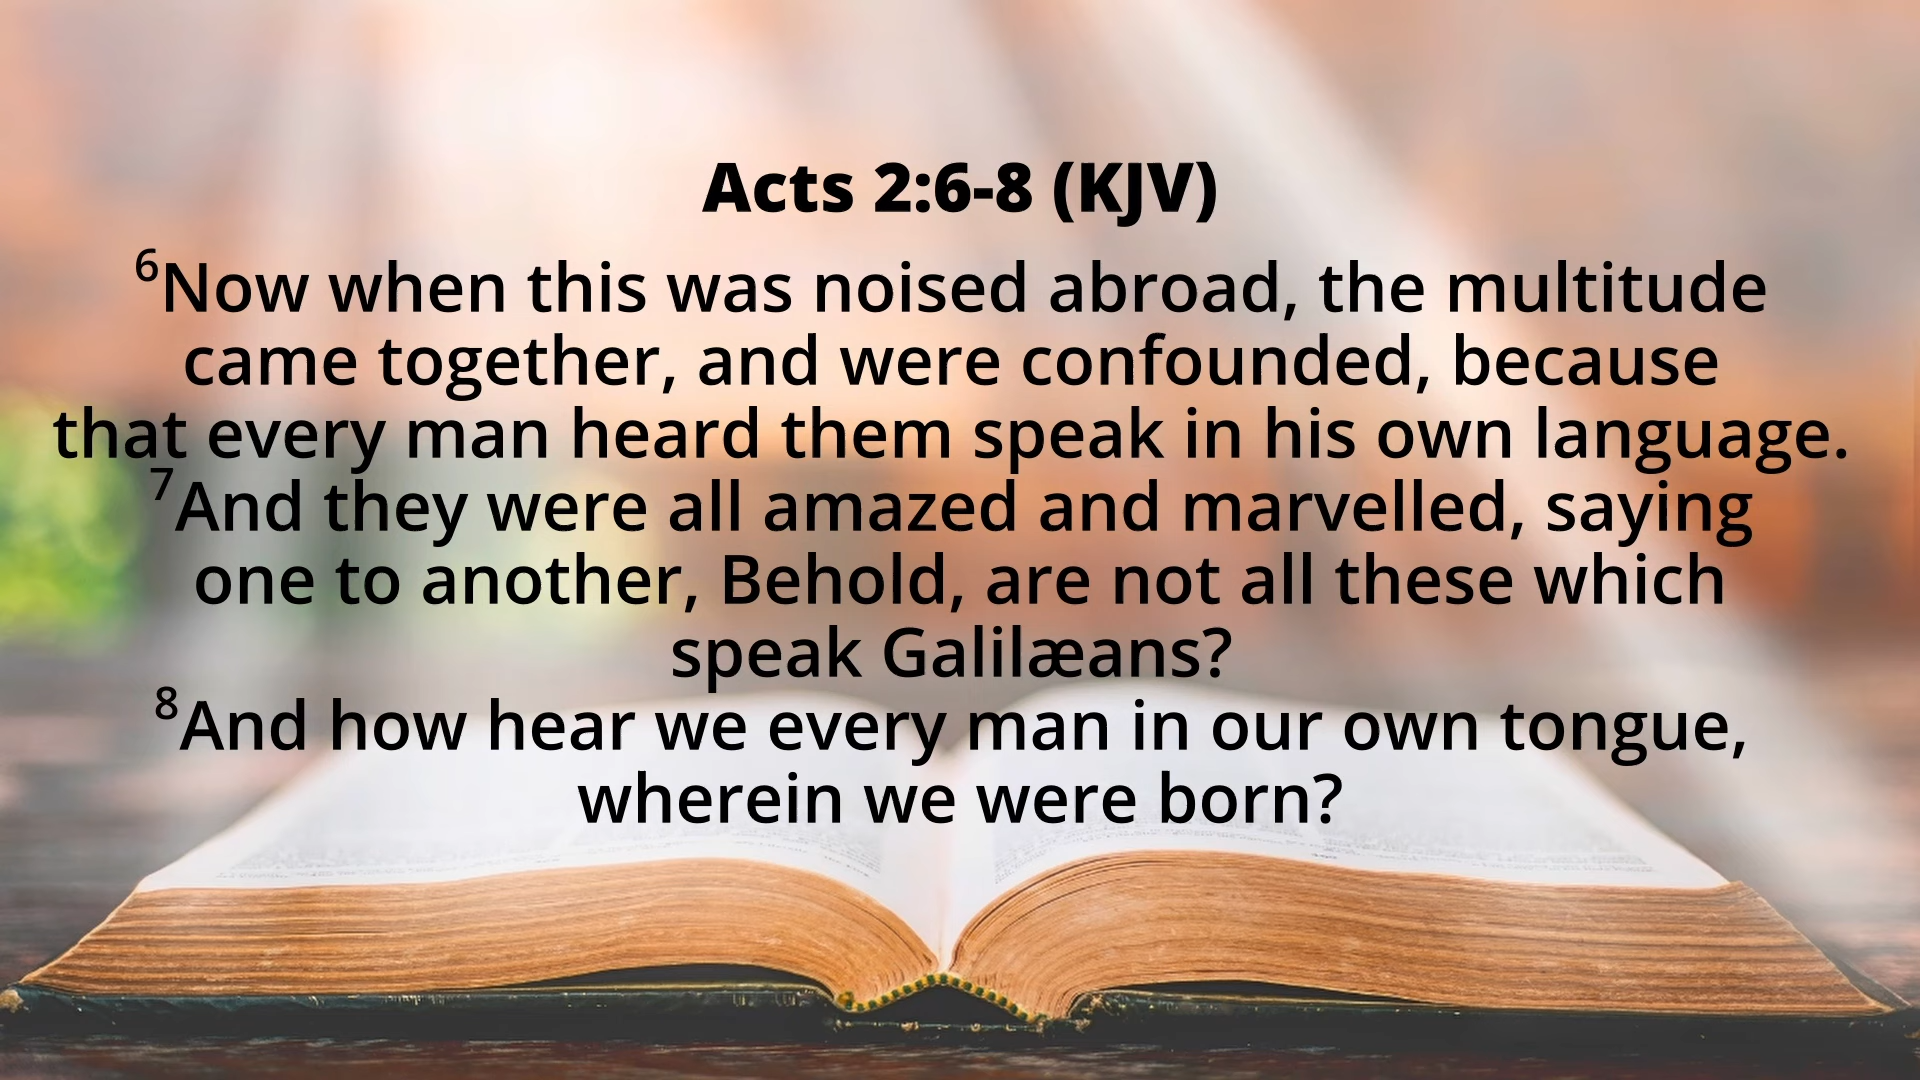 Acts 2:6-8 (KJV)
⁶Now when this was noised abroad, the multitude
came together, and were confounded, because
that every man heard them speak in his own language.
⁷And they were all amazed and marvelled, saying
one to another, Behold, are not all these which
speak Galilæans?
⁸And how hear we every man in our own tongue,
wherein we were born?